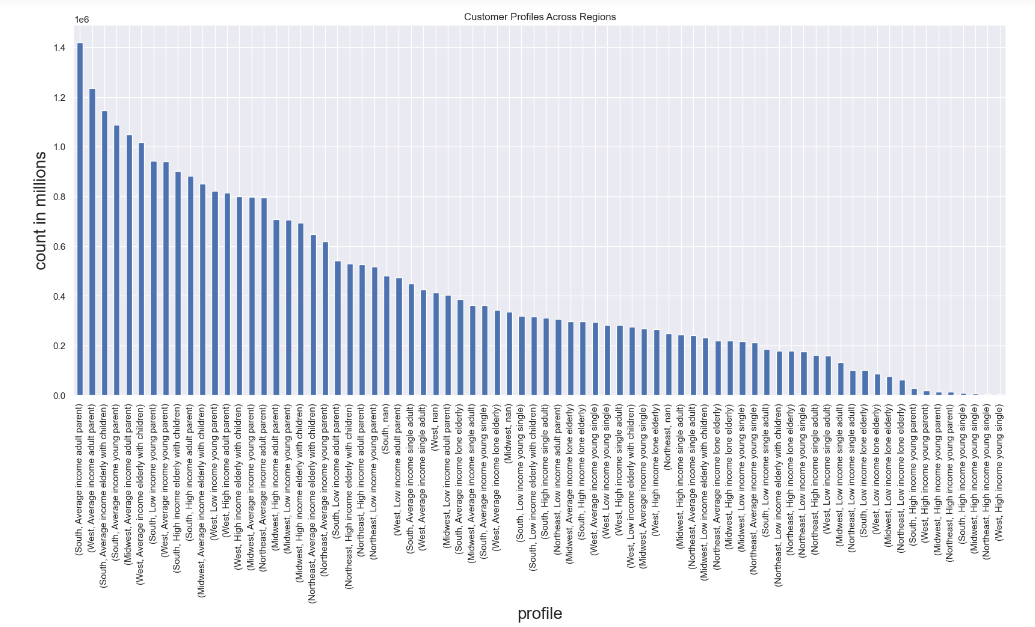 Customer Profiles Across Regions
1e6
1.4
1.2
1.0
0.8
0.6
0.4
0.2
0.0
count in millions
(South, Average income adult parent)
(West, Average income adult parent)
(South, Average income elderly with children)
(South, Average income young parent)
(Midwest, Average income adult parent)
(West, Average income elderly with children)
(South, Low income young parent)
(West, Average income young parent)
(South, High income elderly with children)
(South, High income adult parent)
(Midwest, Average income elderly with children)
(West, Low income young parent)
(West, High income adult parent)
(West, High income elderly with children)
(Midwest, Average income young parent)
(Northeast, Average income adult parent)
(Midwest, High income adult parent)
(Midwest, Low income young parent)
(Midwest, High income elderly with children)
(Northeast, Average income elderly with children)
(Northeast, Average income young parent)
(South, Low income adult parent)
(Northeast, High income elderly with children)
(Northeast, High income adult parent)
(Northeast, Low income young parent)
(South, nan)
(West, Low income adult parent)
(South, Average income single adult)
(West, Average income single adult)
(West, nan)
(Midwest, Low income adult parent)
(South, Average income lone elderly)
(Midwest, Average income single adult)
(South, Average income young single)
(West, Average income lone elderly)
(Midwest, nan)
(South, Low income young single)
(South, Low income elderly with children)
(South, High income single adult)
(Northeast, Low income adult parent)
(Midwest, Average income lone elderly)
(South, High income lone elderly)
(West, Average income young single)
(West, Low income young single)
(West, High income single adult)
(West, Low income elderly with children)
(Midwest, Average income young single)
(West, High income lone elderly)
(Northeast, nan)
(Midwest, High income single adult)
(Northeast, Average income single adult)
(Midwest, Low income elderly with children)
(Northeast, Average income lone elderly)
(Midwest, High income lone elderly)
(Midwest, Low income young single)
(Northeast, Average income young single)
(South, Low income single adult)
(Northeast, Low income elderly with children)
(Northeast, High income lone elderly)
(Northeast, Low income young single)
(Northeast, High income single adult)
(West, Low income single adult)
(Midwest, Low income single adult)
(Northeast, Low income single adult)
(South, Low income lone elderly)
(West, Low income lone elderly)
(Midwest, Low income lone elderly)
(Northeast, Low income lone elderly)
(South, High income young parent)
(West, High income young parent)
(Midwest, High income young parent)
(Northeast, High income young parent)
(South, High income young single)
(Midwest, High income young single)
(Northeast, High income young single)
(West, High income young single)
profile